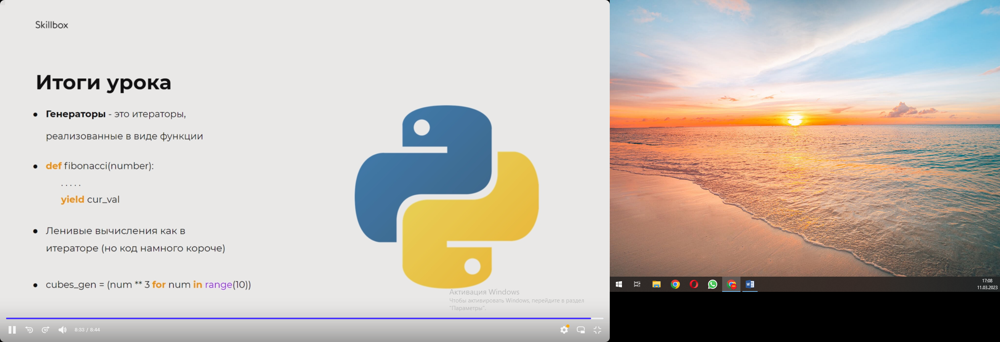 Skillbox
Итоги урока
Генераторы - это итераторы,
реализованные в виде функции
def fibonacci(number):
. . . . .
yield cur_val
Ленивые вычисления как в
итераторе (но код намного короче)
cubes_gen = (num ** 3 for num in range(10))
Активация Windows
Чтобы активировать Windows, перейдите в раздел
"Параметры".
10
10
8:33 / 8:44
W
17:08
11.03.2023